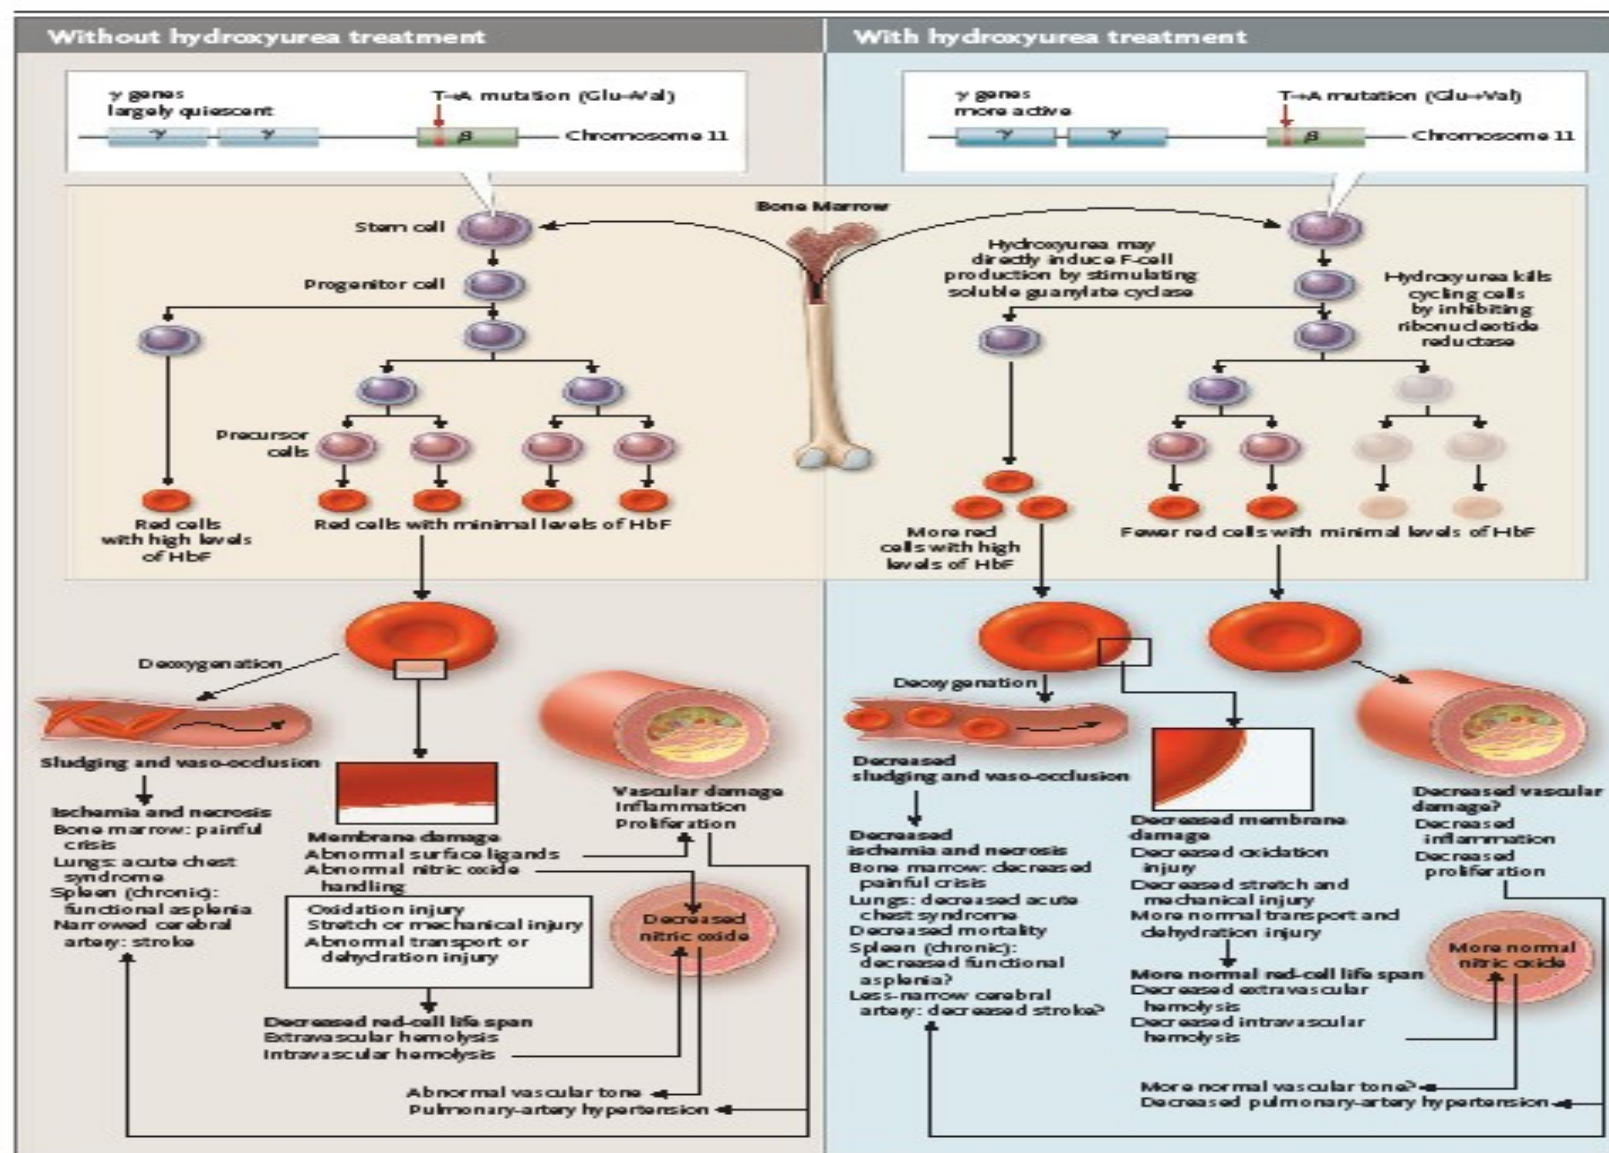 Without hydroxyurea treatment
γ genes
largely quiescent
T→A mutation (Glu→Val)
γ
γ
β
Chromosome 11
Stem cell
Progenitor cell
Precursor
cells
Red cells
with high levels
of HbF
Red cells with minimal levels of HbF
Bone Marrow
Deoxygenation
Sludging and vaso-occlusion
Ischemia and necrosis
Bone marrow: painful
crisis
Lungs: acute chest
syndrome
Spleen (chronic):
functional asplenia
Narrowed cerebral
artery: stroke
Membrane damage
Abnormal surface ligands
Abnormal nitric oxide
handling
Oxidation injury
Stretch or mechanical injury
Abnormal transport or
dehydration injury
Decreased red-cell life span
Extravascular hemolysis
Intravascular hemolysis
Vascular damage
Inflammation
Proliferation
Decreased
nitric oxide
Abnormal vascular tone
Pulmonary-artery hypertension
With hydroxyurea treatment
γ genes
more active
T→A mutation (Glu→Val)
γ
γ
β
Chromosome 11
Hydroxyurea may
directly induce F-cell
production by stimulating
soluble guanylate cyclase
Hydroxyurea kills
cycling cells
by inhibiting
ribonucleotide
reductase
More red
cells with high
levels of HbF
Fewer red cells with minimal levels of HbF
Deoxygenation
Decreased
sludging and vaso-occlusion
Decreased
ischemia and necrosis
Bone marrow: decreased
painful crisis
Lungs: decreased acute
chest syndrome
Decreased mortality
Spleen (chronic):
decreased functional
asplenia?
Less-narrow cerebral
artery: decreased stroke?
Decreased membrane
damage
Decreased oxidation
injury
Decreased stretch and
mechanical injury
More normal transport and
dehydration injury
More normal red-cell life span
Decreased extravascular
hemolysis
Decreased intravascular
hemolysis
Decreased vascular
damage?
Decreased
inflammation
Decreased
proliferation
More normal
nitric oxide
More normal vascular tone?
Decreased pulmonary-artery hypertension